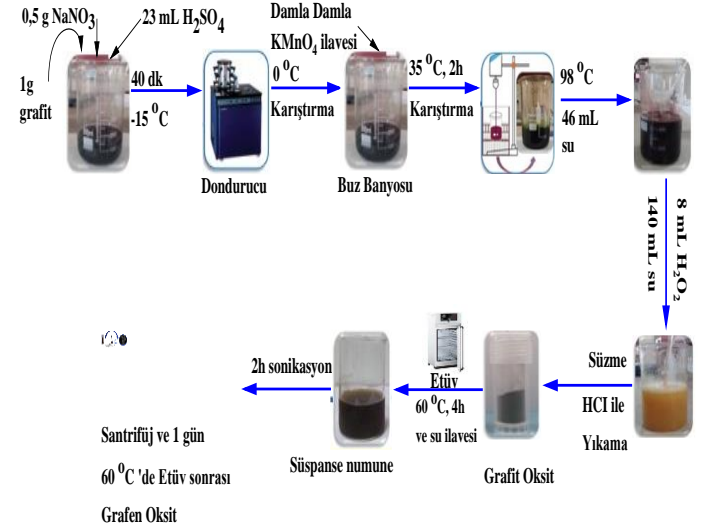 0,5 g NaNO₃
23 mL H₂SO₄
1g
grafit
40 dk
-15 ⁰C
Dondurucu
0 ⁰C
Karıştırma
Damla Damla
KMnO₄ ilavesi
Buz Banyosu
35 ⁰C, 2h
Karıştırma
98 ⁰C
46 mL
su
8 mL H₂O₂
140 mL su
Süzme
HCI ile
Yıkama
Grafit Oksit
Etüv
60 ⁰C, 4h
ve su ilavesi
Süspanse numune
2h sonikasyon
Santrifüj ve 1 gün
60 ⁰C 'de Etüv sonrası
Grafen Oksit